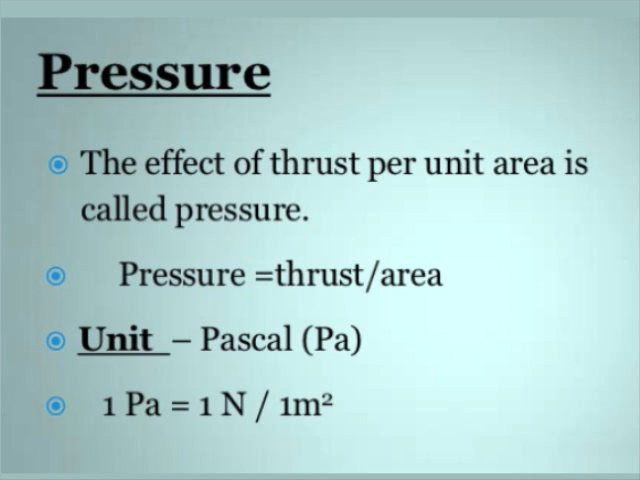 Pressure
The effect of thrust per unit area is
called pressure.
Pressure =thrust/area
Unit – Pascal (Pa)
1 Pa = 1 N / 1m²